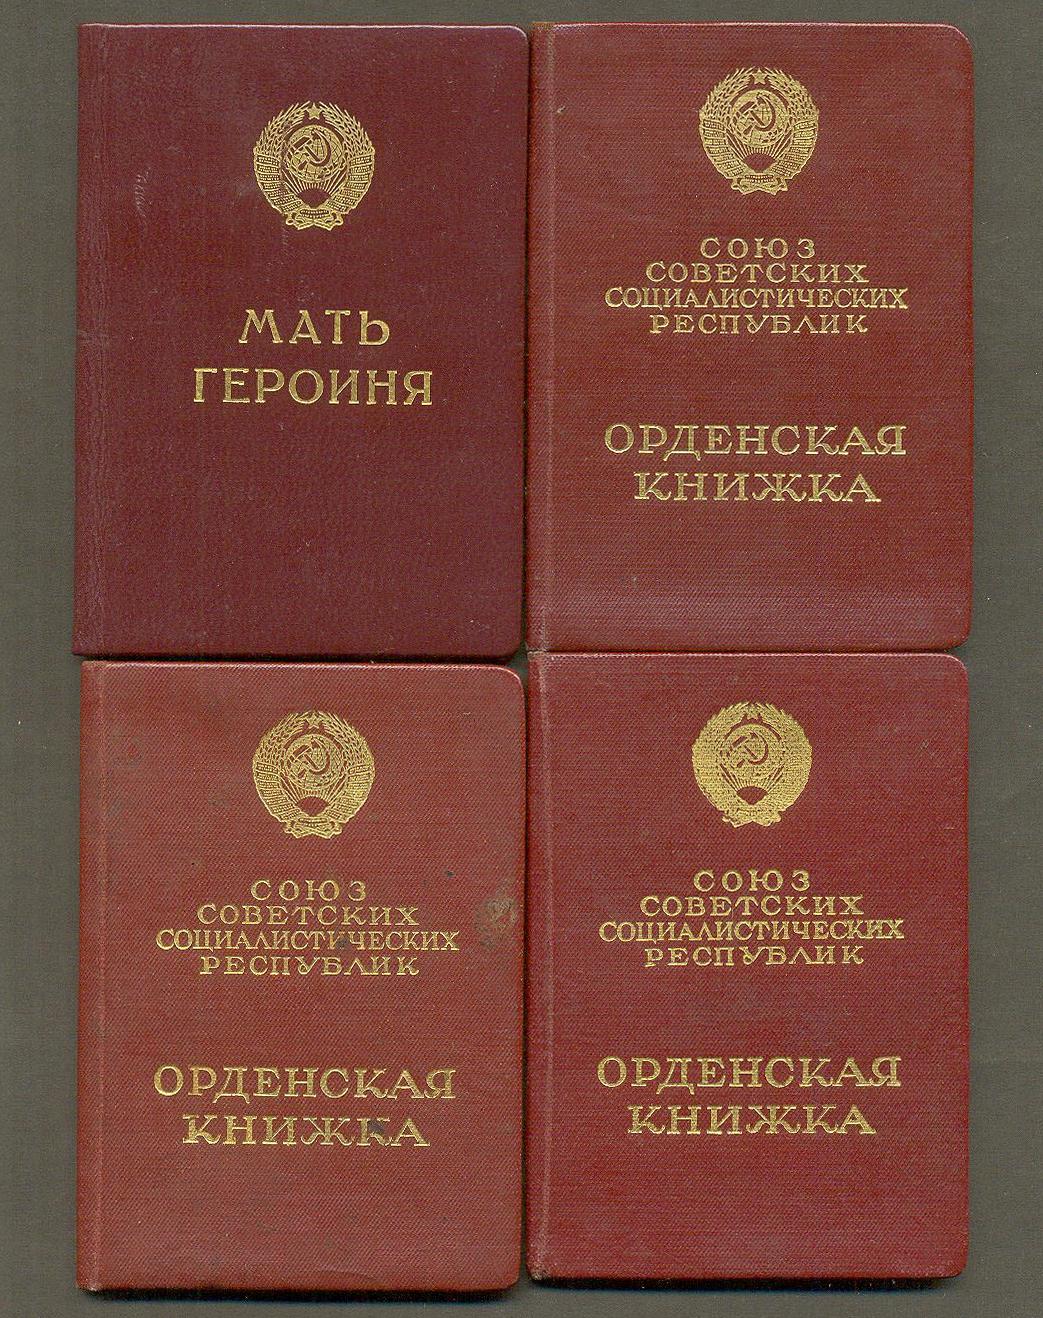 МАТЬ
ГЕРОИНЯ
СОЮЗ
СОВЕТСКИХ
СОЦИАЛИСТИЧЕСКИХ
РЕСПУБЛИК
ОРДЕНСКАЯ
КНИЖКА
СОЮЗ
СОВЕТСКИХ
СОЦИАЛИСТИЧЕСКИХ
РЕСПУБЛИК
ОРДЕНСКАЯ
КНИЖКА
СОЮЗ
СОВЕТСКИХ
СОЦИАЛИСТИЧЕСКИХ
РЕСПУБЛИК
ОРДЕНСКАЯ
КНИЖКА